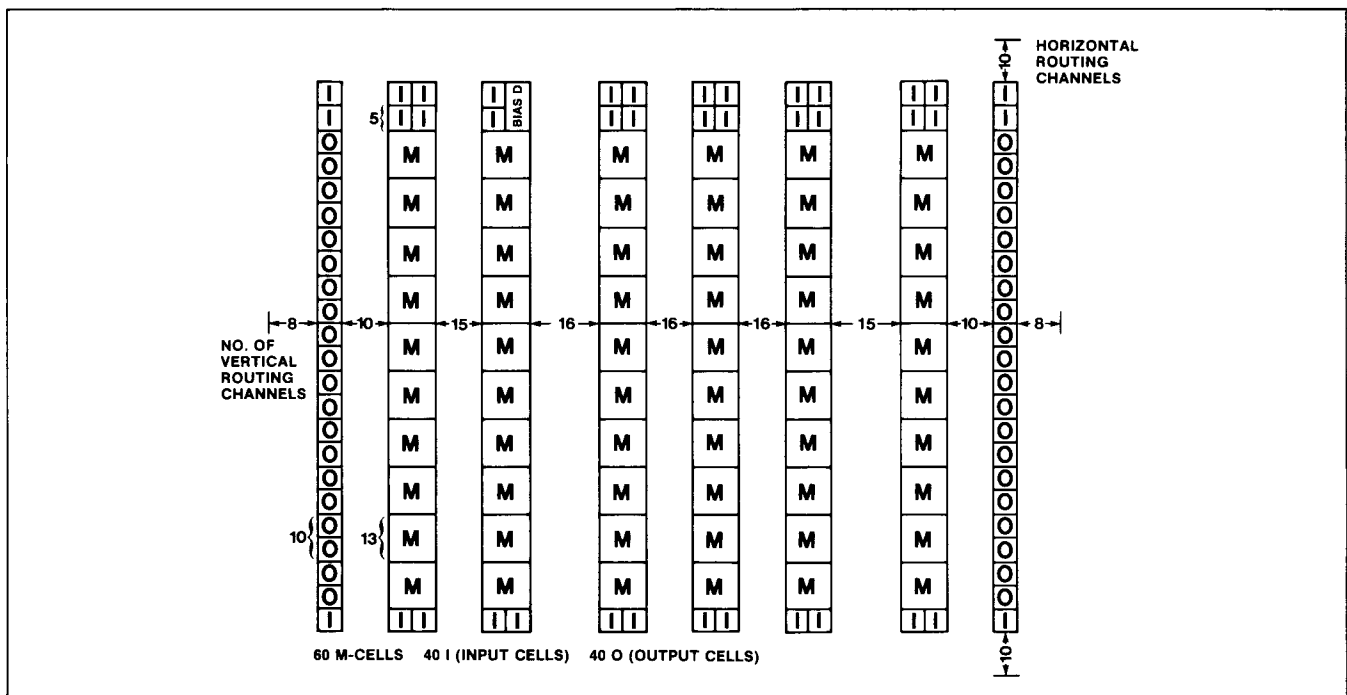 HORIZONTAL
ROUTING
CHANNELS
10
I I I I BIAS D I I I I I I I I I
I 5 I I I I I I I I I I I I
O O
M M M M M M
O O
O O
M M M M M M
O O
O O
M M M M M M
O O
O O
M M M M M M
O O
8 10 15 16 16 16 15 10 8
NO. OF
VERTICAL
ROUTING
CHANNELS
O O
M M M M M M
O O
O O
M M M M M M
O O
O O
M M M M M M
O O
O O
M M M M M M
O O
O O
10 13 M M M M M M
O O
O O
M M M M M M
O O
I I I I I I I I I I I I I I
10
60 M-CELLS 40 I (INPUT CELLS) 40 O (OUTPUT CELLS)